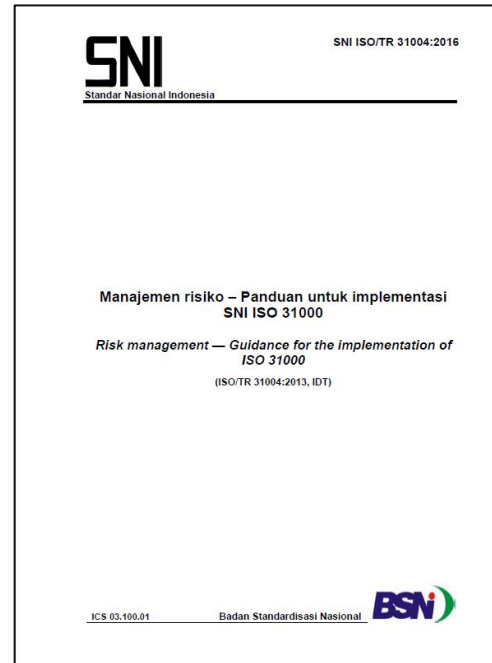 SNI
SNI ISO/TR 31004:2016
Standar Nasional Indonesia
Manajemen risiko – Panduan untuk implementasi
SNI ISO 31000
Risk management — Guidance for the implementation of
ISO 31000
(ISO/TR 31004:2013, IDT)
ICS 03.100.01
Badan Standardisasi Nasional
BSN